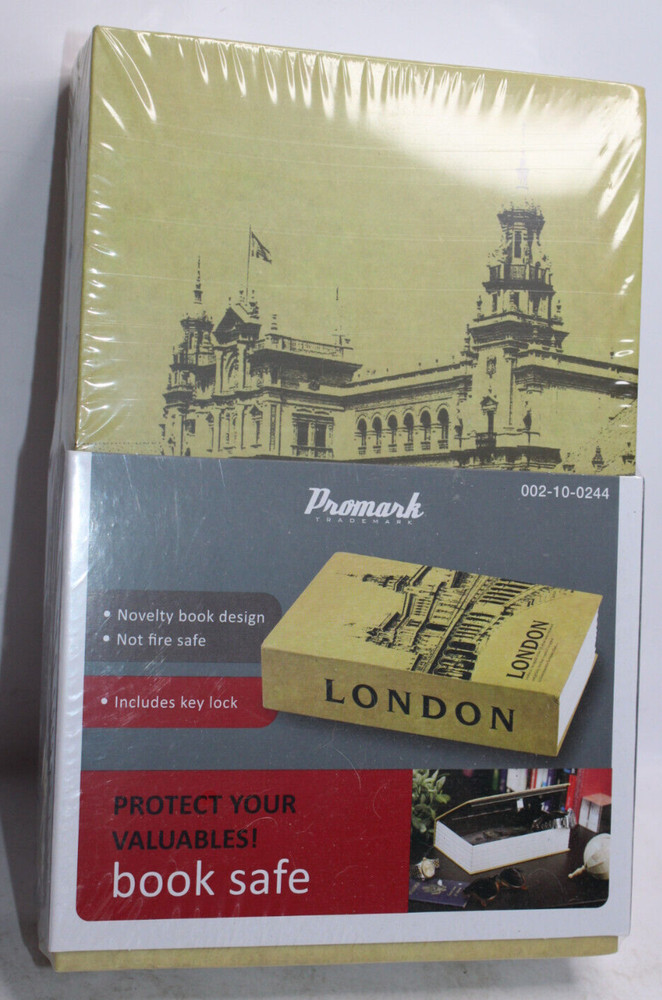 Promark
TRADEMARK
002-10-0244
• Novelty book design
• Not fire safe
• Includes key lock
LONDON
LONDON
PROTECT YOUR
VALUABLES!
book safe